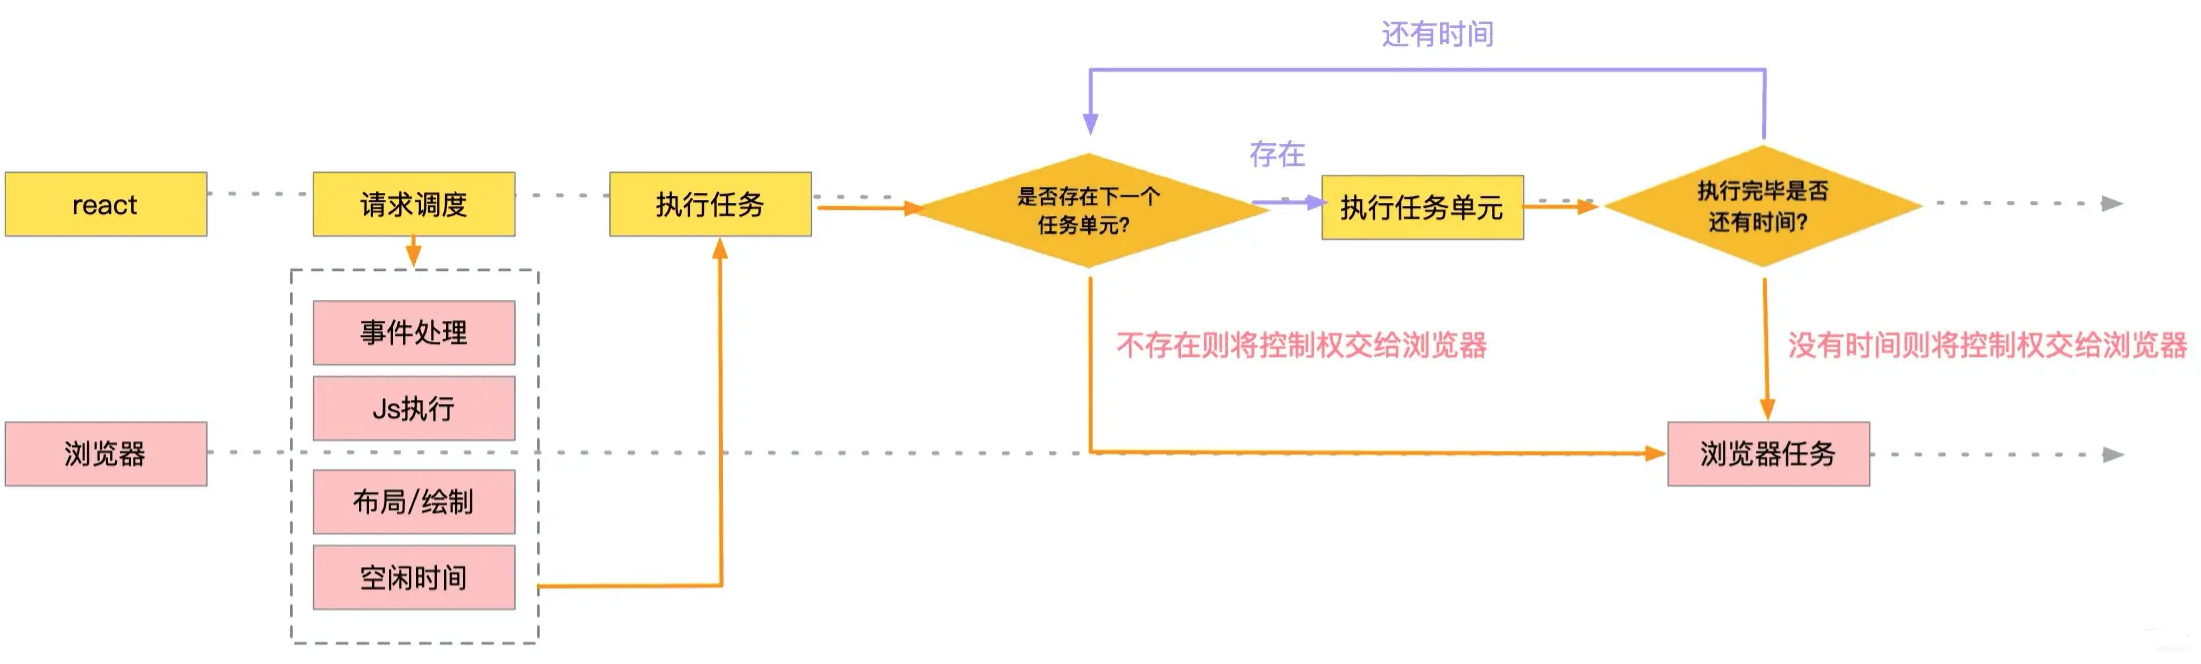 还有时间
存在
react
请求调度
执行任务
是否存在下一个
任务单元?
执行任务单元
执行完毕是否
还有时间?
事件处理
Js执行
布局/绘制
空闲时间
不存在则将控制权交给浏览器
没有时间则将控制权交给浏览器
浏览器
浏览器任务